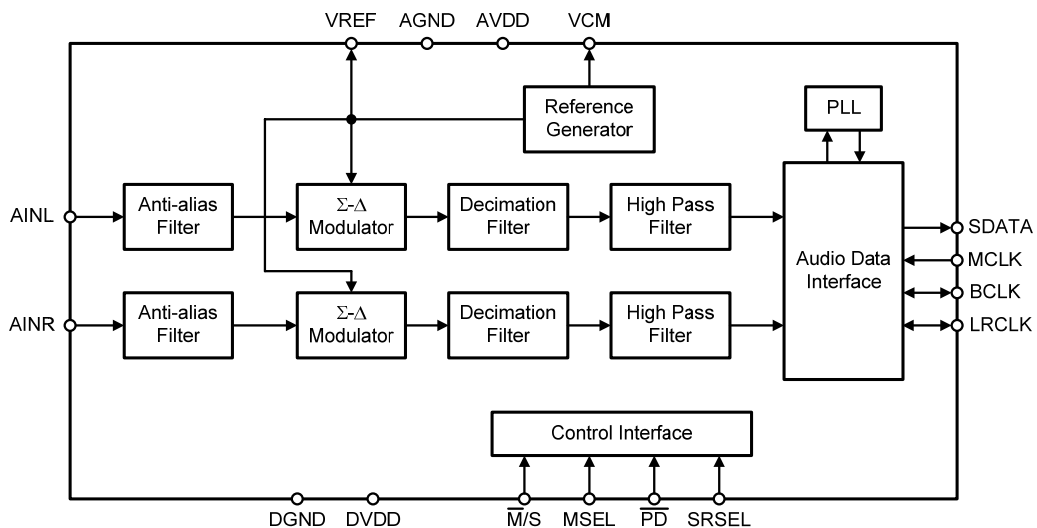 VREF AGND AVDD VCM
Reference
Generator
PLL
AINL
Anti-alias
Filter
Σ-Δ
Modulator
Decimation
Filter
High Pass
Filter
Audio Data
Interface
SDATA
MCLK
BCLK
LRCLK
AINR
Anti-alias
Filter
Σ-Δ
Modulator
Decimation
Filter
High Pass
Filter
Control Interface
DGND DVDD M̅/S MSEL P̅D̅ SRSEL